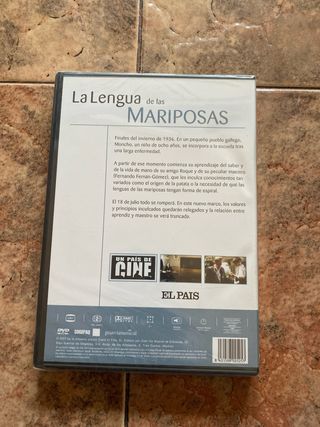 La Lengua de las
MARIPOSAS
Finales del invierno de 1936. En un pequeño pueblo gallego,
Moncho, un niño de ocho años, se incorpora a la escuela tras
una larga enfermedad.
A partir de ese momento comienza su aprendizaje del saber y
de la vida de mano de su amigo Roque y de su peculiar maestro
(Fernando Fernán-Gómez), que les inculca conocimientos tan
variados como el origen de la patata o la necesidad de que las
lenguas de las mariposas tengan forma de espiral.
El 18 de julio todo se romperá. En este nuevo marco, los valores
y principios inculcados quedarán relegados y la relación entre
aprendiz y maestro se verá truncada.
UN PAÍS DE
CINE
EL PAIS
DVD
SOGEPAQ